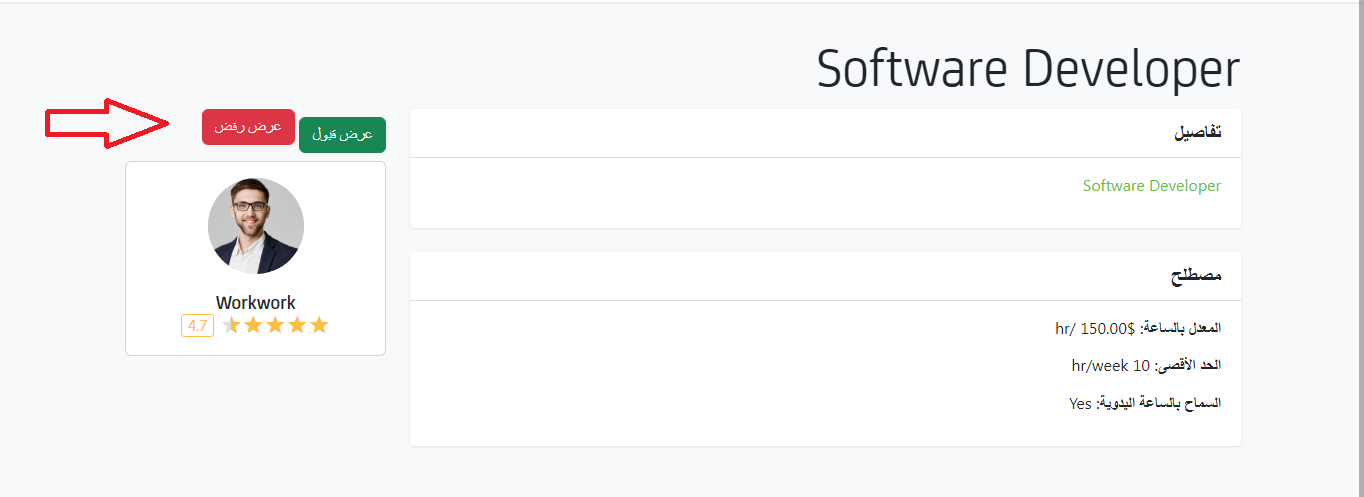 Software Developer
تفاصيل
Software Developer
مصطلح
المعدل بالساعة: $150.00 /hr
الحد الأقصى: 10 hr/week
السماح بالساعة اليدوية: Yes
عرض قبول
عرض رفض
Workwork
4.7